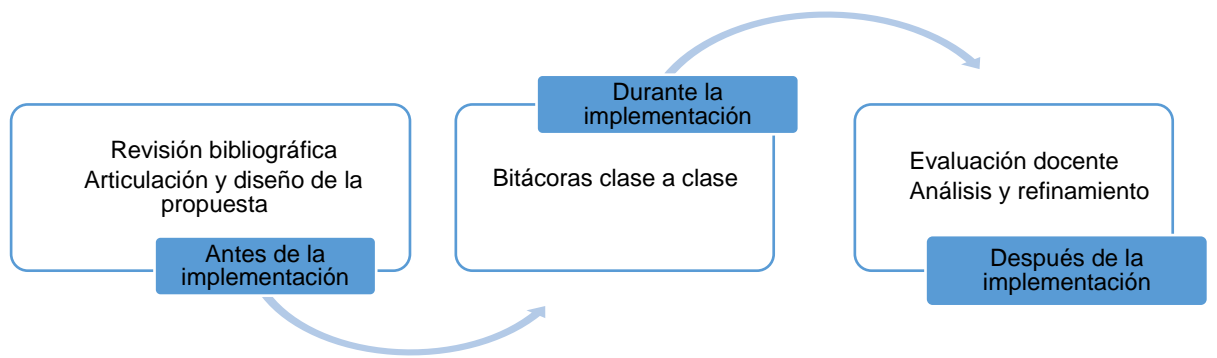 Revisión bibliográfica
Articulación y diseño de la
propuesta
Antes de la
implementación
Durante la
implementación
Bitácoras clase a clase
Evaluación docente
Análisis y refinamiento
Después de la
implementación